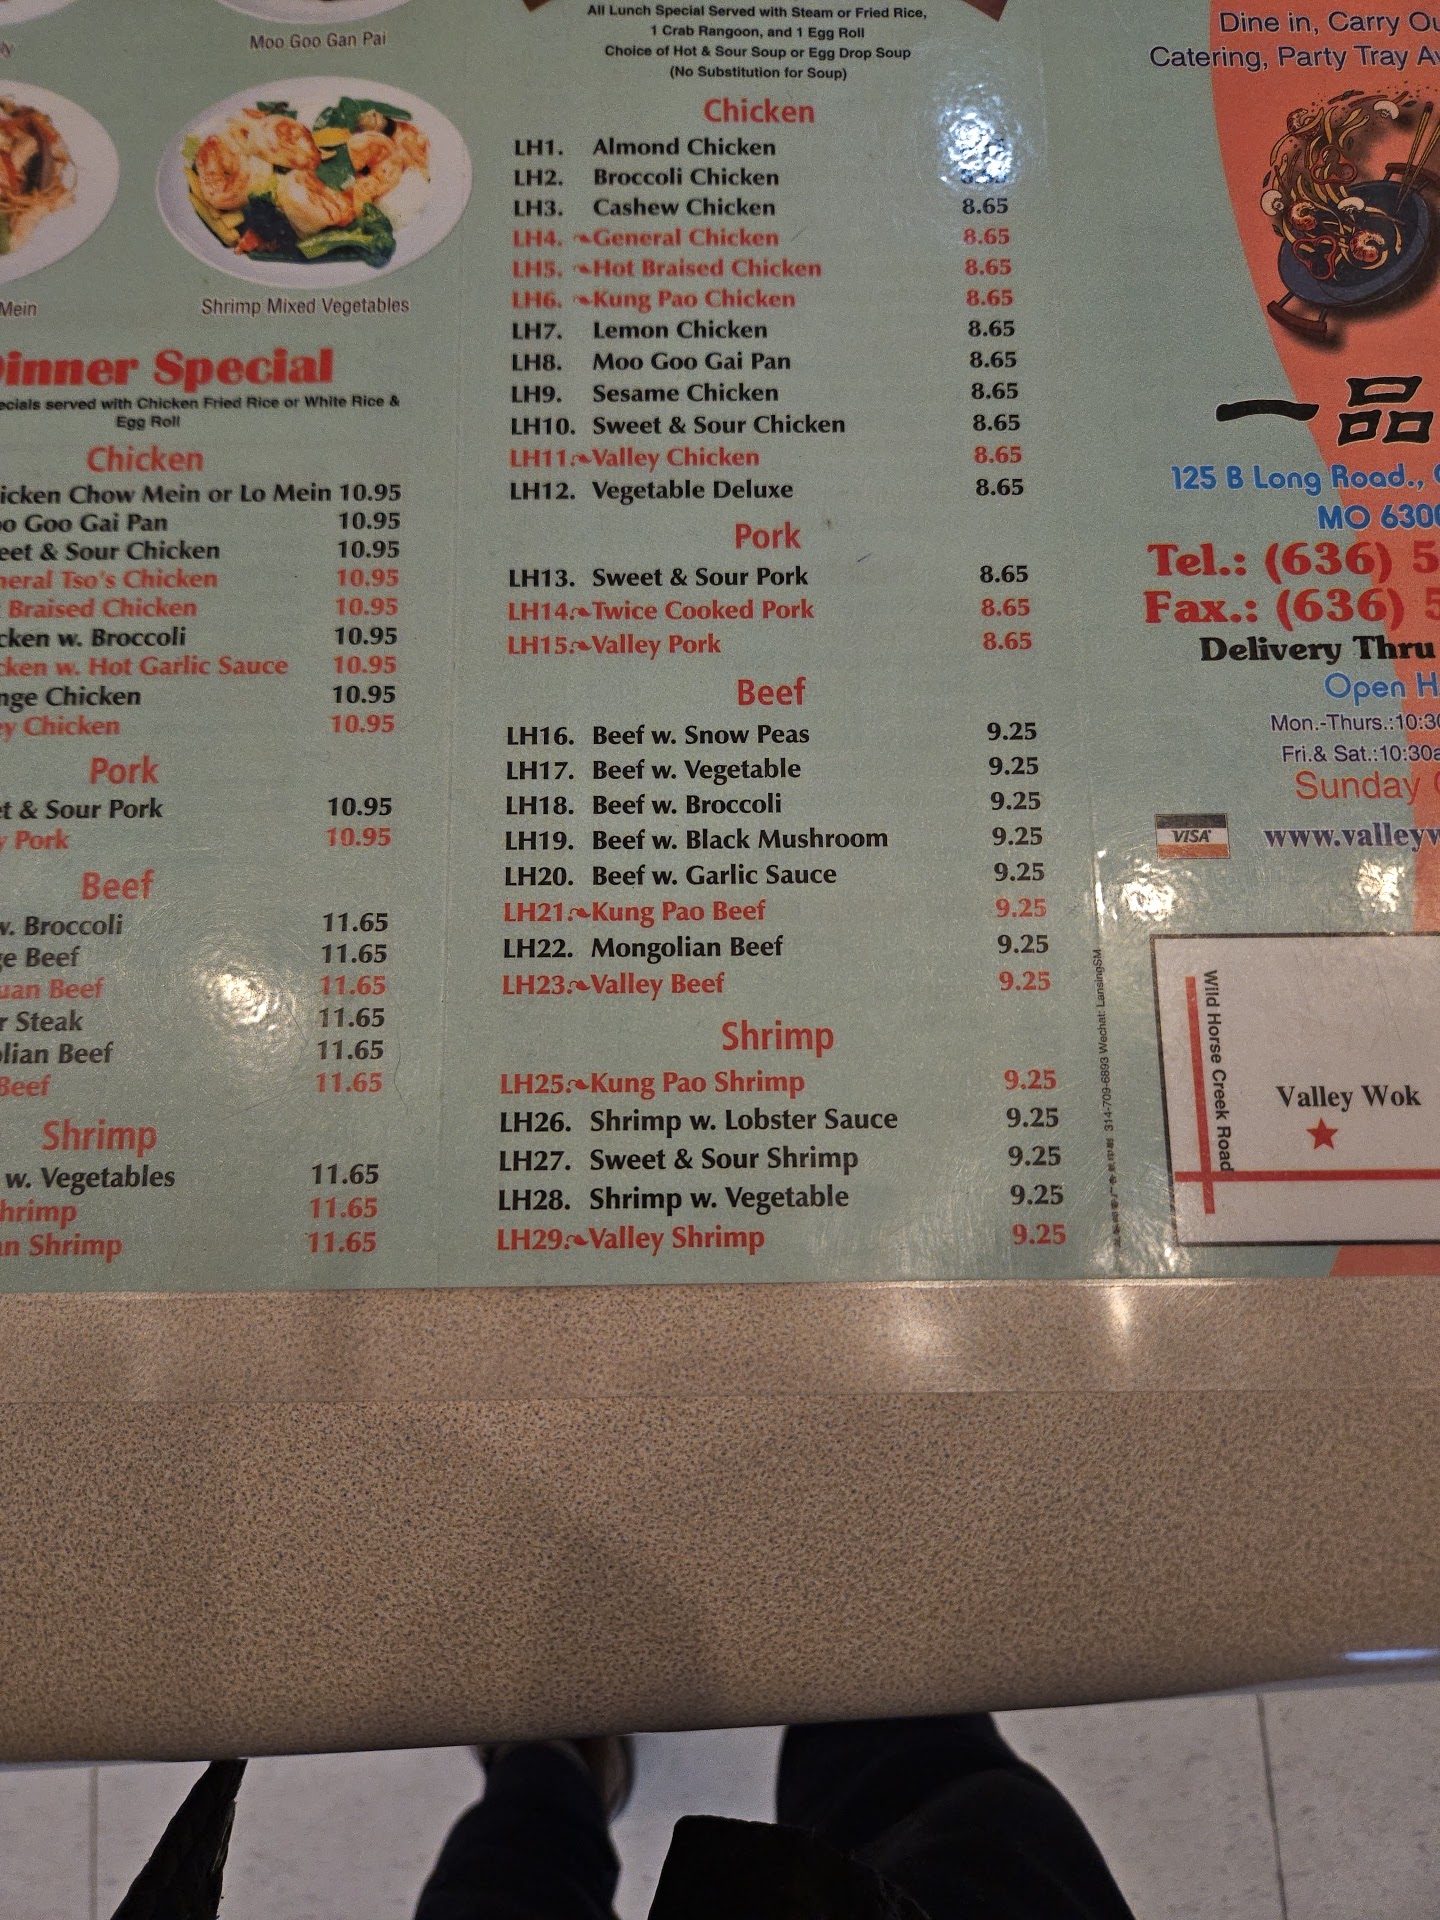 Moo Goo Gan Pai
Mein
Shrimp Mixed Vegetables
Dinner Special
served with Chicken Fried Rice or White Rice &
Egg Roll
Chicken
Chow Mein or Lo Mein 10.95
Goo Gai Pan 10.95
& Sour Chicken 10.95
Tso's Chicken 10.95
Braised Chicken 10.95
w. Broccoli 10.95
w. Hot Garlic Sauce 10.95
Chicken 10.95
Chicken 10.95
Pork
& Sour Pork 10.95
Pork 10.95
Beef
w. Broccoli 11.65
Beef 11.65
Beef 11.65
Steak 11.65
Beef 11.65
Beef 11.65
Shrimp
w. Vegetables 11.65
Shrimp 11.65
Shrimp 11.65
All Lunch Special Served with Steam or Fried Rice,
1 Crab Rangoon, and 1 Egg Roll
Choice of Hot & Sour Soup or Egg Drop Soup
(No Substitution for Soup)
Chicken
LH1. Almond Chicken
LH2. Broccoli Chicken
LH3. Cashew Chicken 8.65
LH4. General Chicken 8.65
LH5. Hot Braised Chicken 8.65
LH6. Kung Pao Chicken 8.65
LH7. Lemon Chicken 8.65
LH8. Moo Goo Gai Pan 8.65
LH9. Sesame Chicken 8.65
LH10. Sweet & Sour Chicken 8.65
LH11. Valley Chicken 8.65
LH12. Vegetable Deluxe 8.65
Pork
LH13. Sweet & Sour Pork 8.65
LH14. Twice Cooked Pork 8.65
LH15. Valley Pork 8.65
Beef
LH16. Beef w. Snow Peas 9.25
LH17. Beef w. Vegetable 9.25
LH18. Beef w. Broccoli 9.25
LH19. Beef w. Black Mushroom 9.25
LH20. Beef w. Garlic Sauce 9.25
LH21. Kung Pao Beef 9.25
LH22. Mongolian Beef 9.25
LH23. Valley Beef 9.25
Shrimp
LH25. Kung Pao Shrimp 9.25
LH26. Shrimp w. Lobster Sauce 9.25
LH27. Sweet & Sour Shrimp 9.25
LH28. Shrimp w. Vegetable 9.25
LH29. Valley Shrimp 9.25
314-709-6893 Wechat: LansingSM
Dine in, Carry
Catering, Party Tray
一品
125 B Long Road.,
MO
Tel.: (636) 5
Fax.: (636) 5
Delivery Thru
Open
Mon.-Thurs.:10:30
Fri.& Sat.:10:30a
Sunday
VISA
www.valleyw
Wild Horse Creek Road
Valley Wok